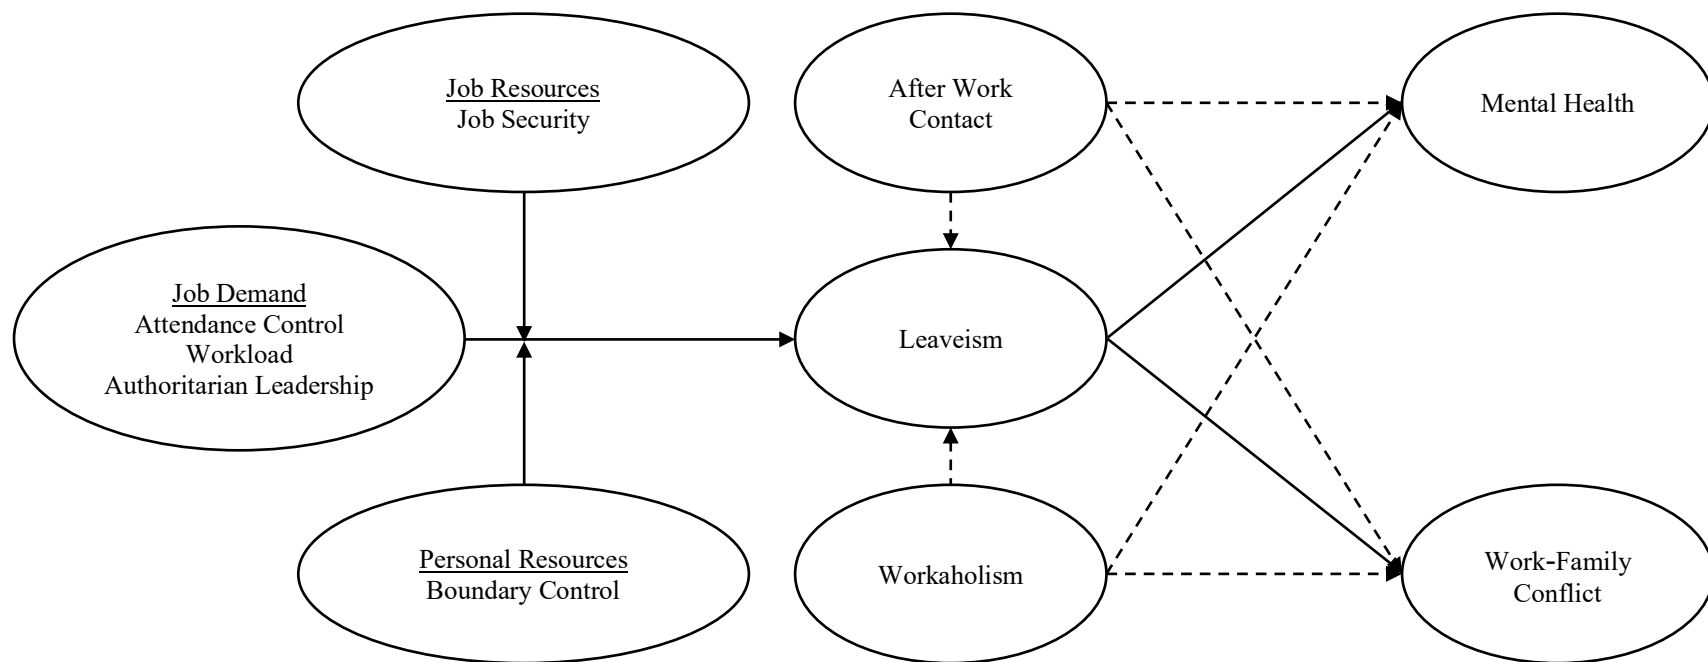 Job Resources
Job Security
After Work
Contact
Mental Health
Job Demand
Attendance Control
Workload
Authoritarian Leadership
Leaveism
Personal Resources
Boundary Control
Workaholism
Work-Family
Conflict